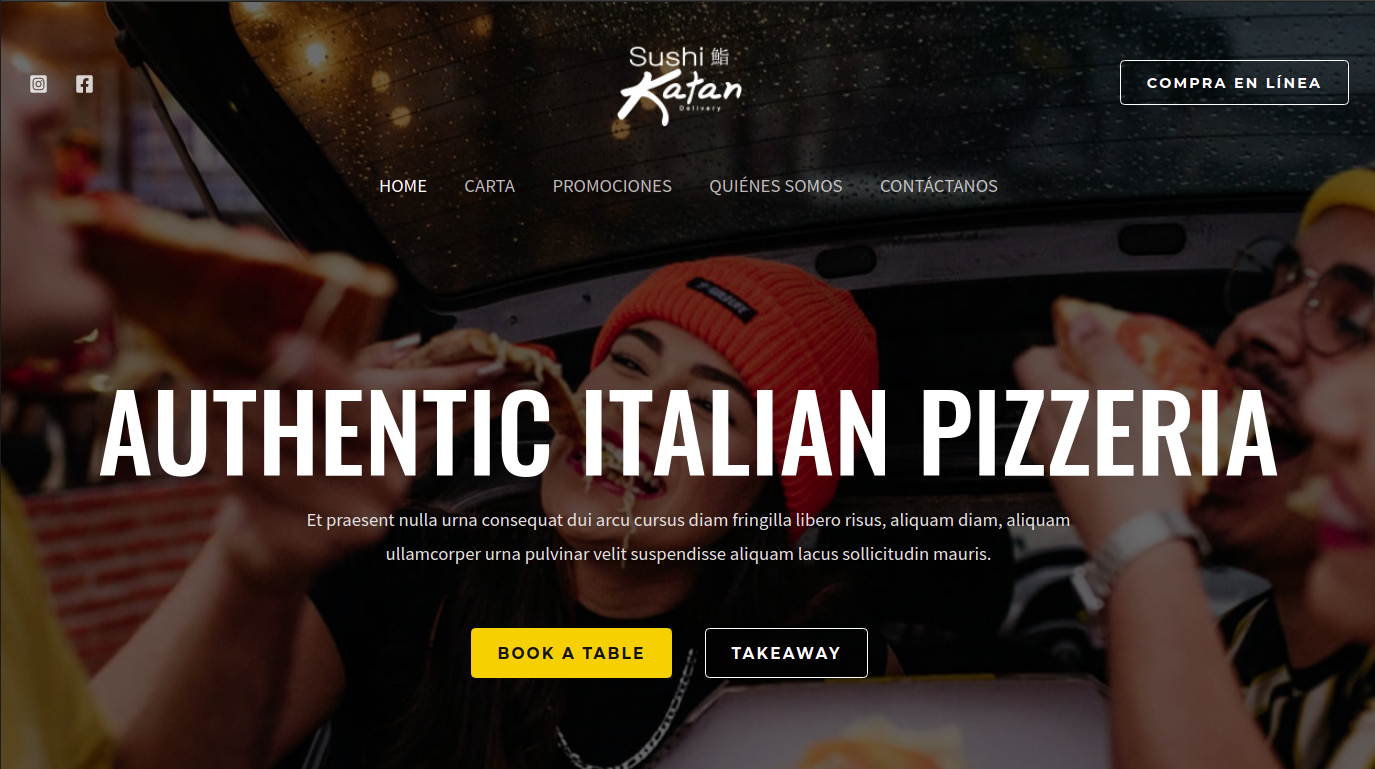 Sushi 鮨
Katan
Delivery
COMPRA EN LÍNEA
HOME CARTA PROMOCIONES QUIÉNES SOMOS CONTÁCTANOS
AUTHENTIC ITALIAN PIZZERIA
Et praesent nulla urna consequat dui arcu cursus diam fringilla libero risus, aliquam diam, aliquam
ullamcorper urna pulvinar velit suspendisse aliquam lacus sollicitudin mauris.
BOOK A TABLE TAKEAWAY